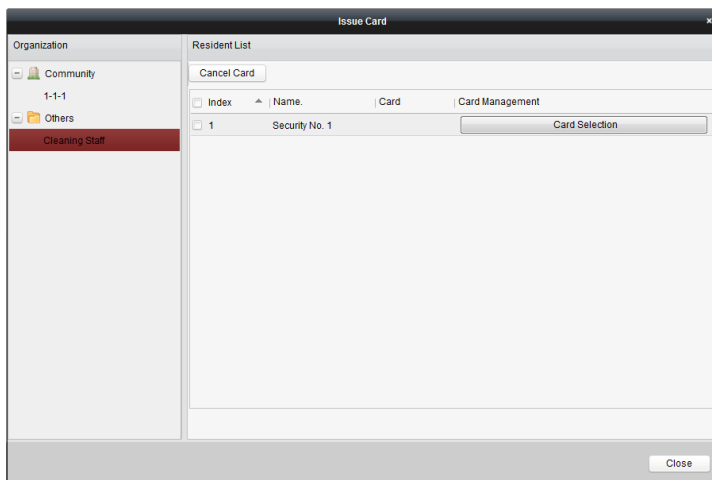 Issue Card ×
Organization
Community
1-1-1
Others
Cleaning Staff
Resident List
Cancel Card
Index Name. Card Card Management
1 Security No. 1 Card Selection
Close